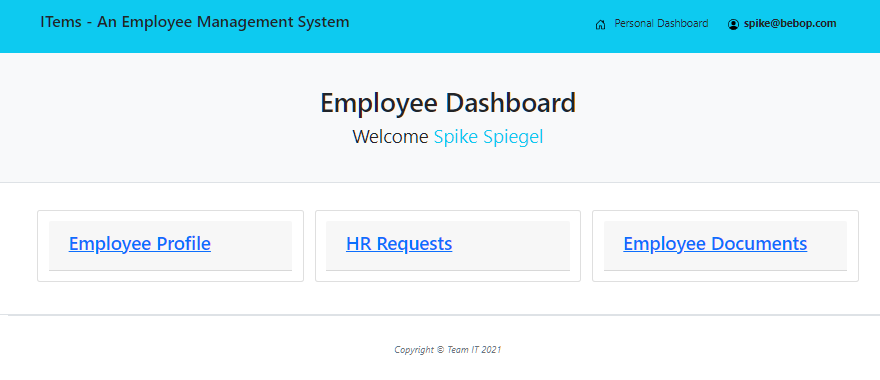 ITems - An Employee Management System
Personal Dashboard
spike@bebop.com
Employee Dashboard
Welcome Spike Spiegel
Employee Profile
HR Requests
Employee Documents
Copyright © Team IT 2021